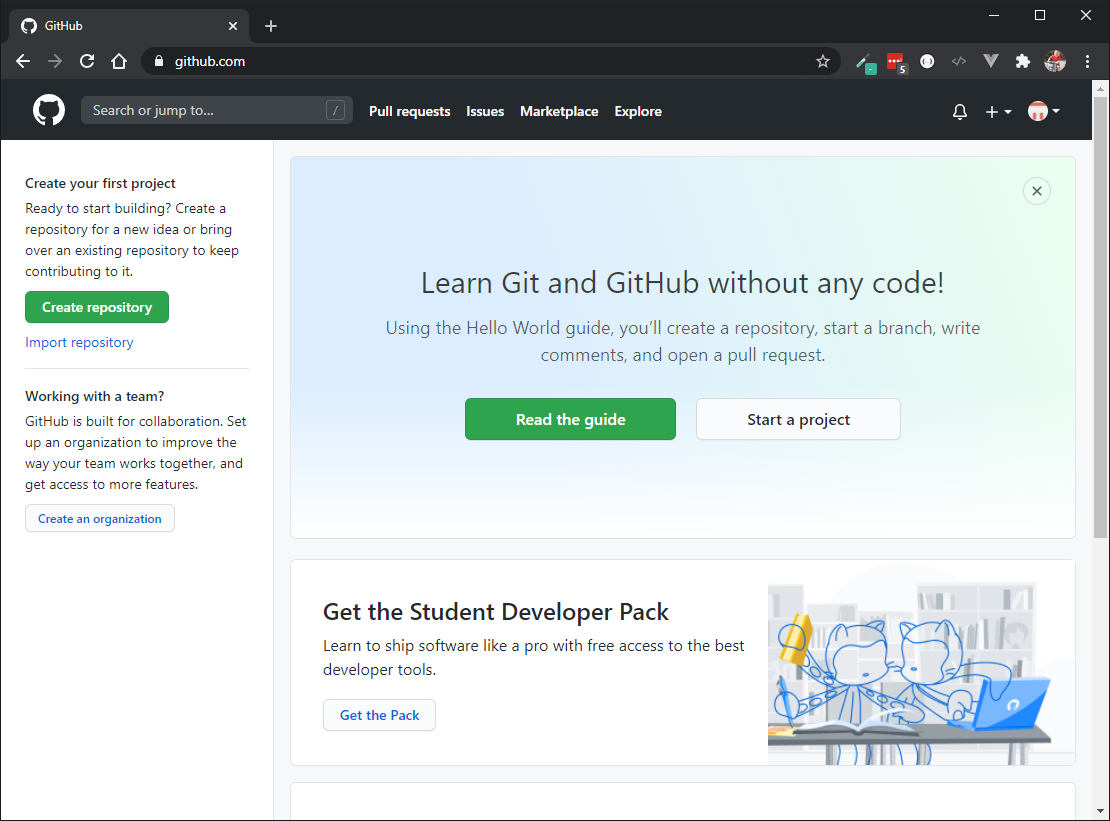 GitHub
github.com
5
Search or jump to...
/
Pull requests
Issues
Marketplace
Explore
Create your first project
Ready to start building? Create a
repository for a new idea or bring
over an existing repository to keep
contributing to it.
Create repository
Import repository
Working with a team?
GitHub is built for collaboration. Set
up an organization to improve the
way your team works together, and
get access to more features.
Create an organization
Learn Git and GitHub without any code!
Using the Hello World guide, you’ll create a repository, start a branch, write
comments, and open a pull request.
Read the guide
Start a project
Get the Student Developer Pack
Learn to ship software like a pro with free access to the best
developer tools.
Get the Pack